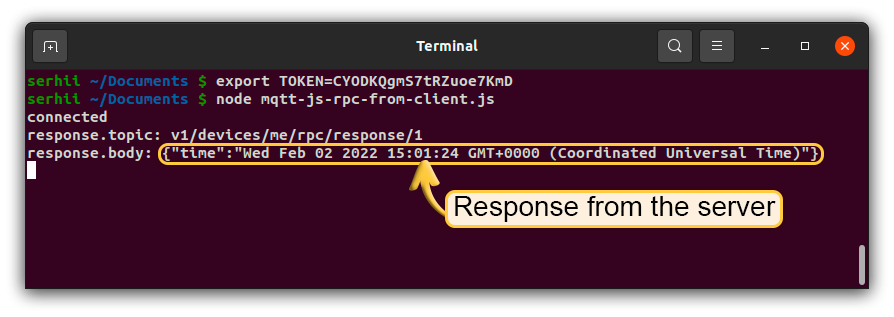 Terminal
serhii ~/Documents $ export TOKEN=CYODKQgmS7tRZuoe7KmD
serhii ~/Documents $ node mqtt-js-rpc-from-client.js
connected
response.topic: v1/devices/me/rpc/response/1
response.body: {"time":"Wed Feb 02 2022 15:01:24 GMT+0000 (Coordinated Universal Time)"}
Response from the server